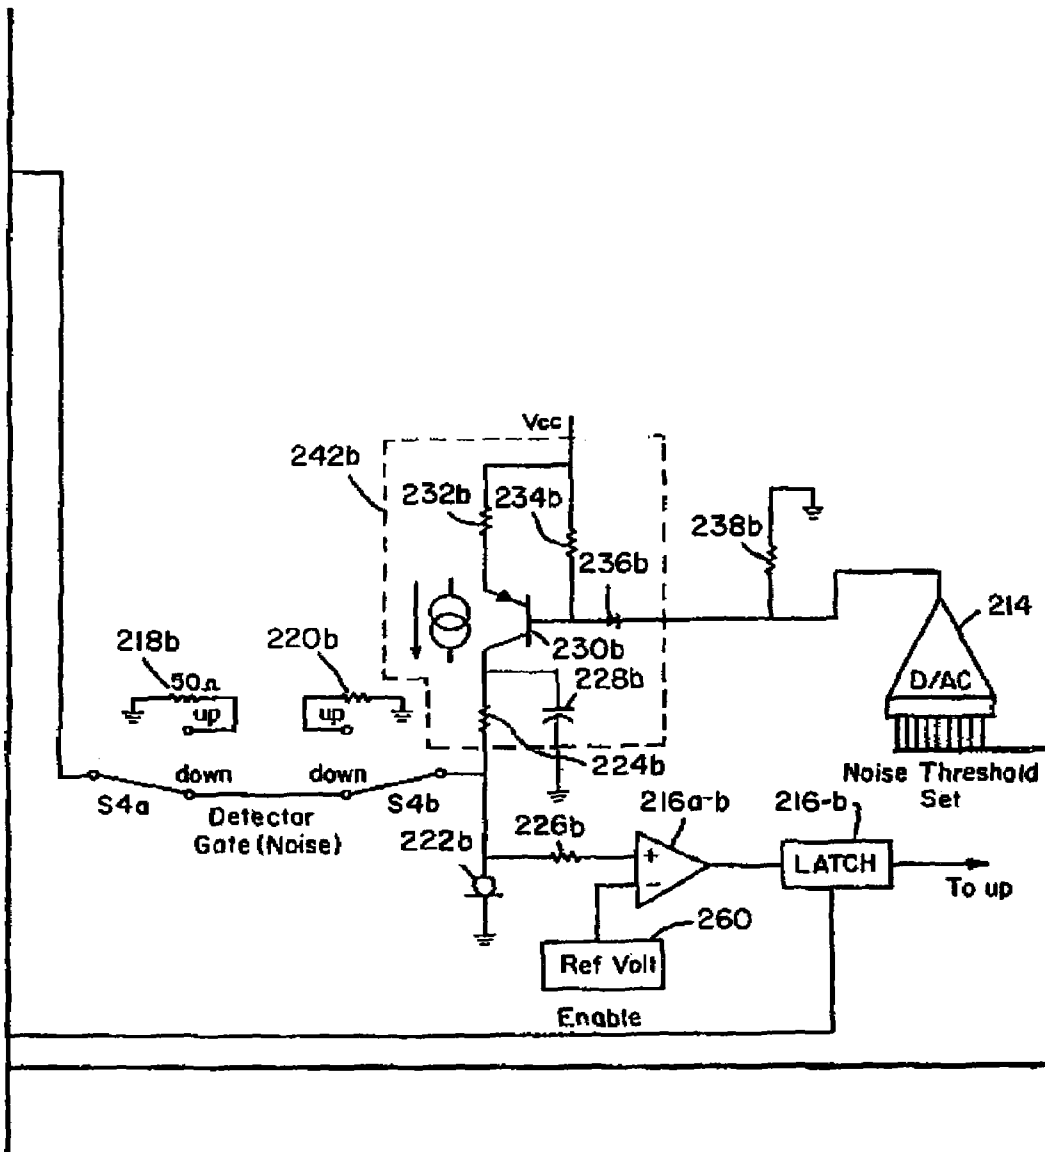 Vcc
242b
232b
234b
238b
236b
214
218b
220b
230b
50Ω
228b
D/AC
up
up
224b
Noise Threshold
Set
down
down
S4a
S4b
Detector
Gate (Noise)
216a-b
216-b
226b
222b
+
−
LATCH
To up
260
Ref Volt
Enable